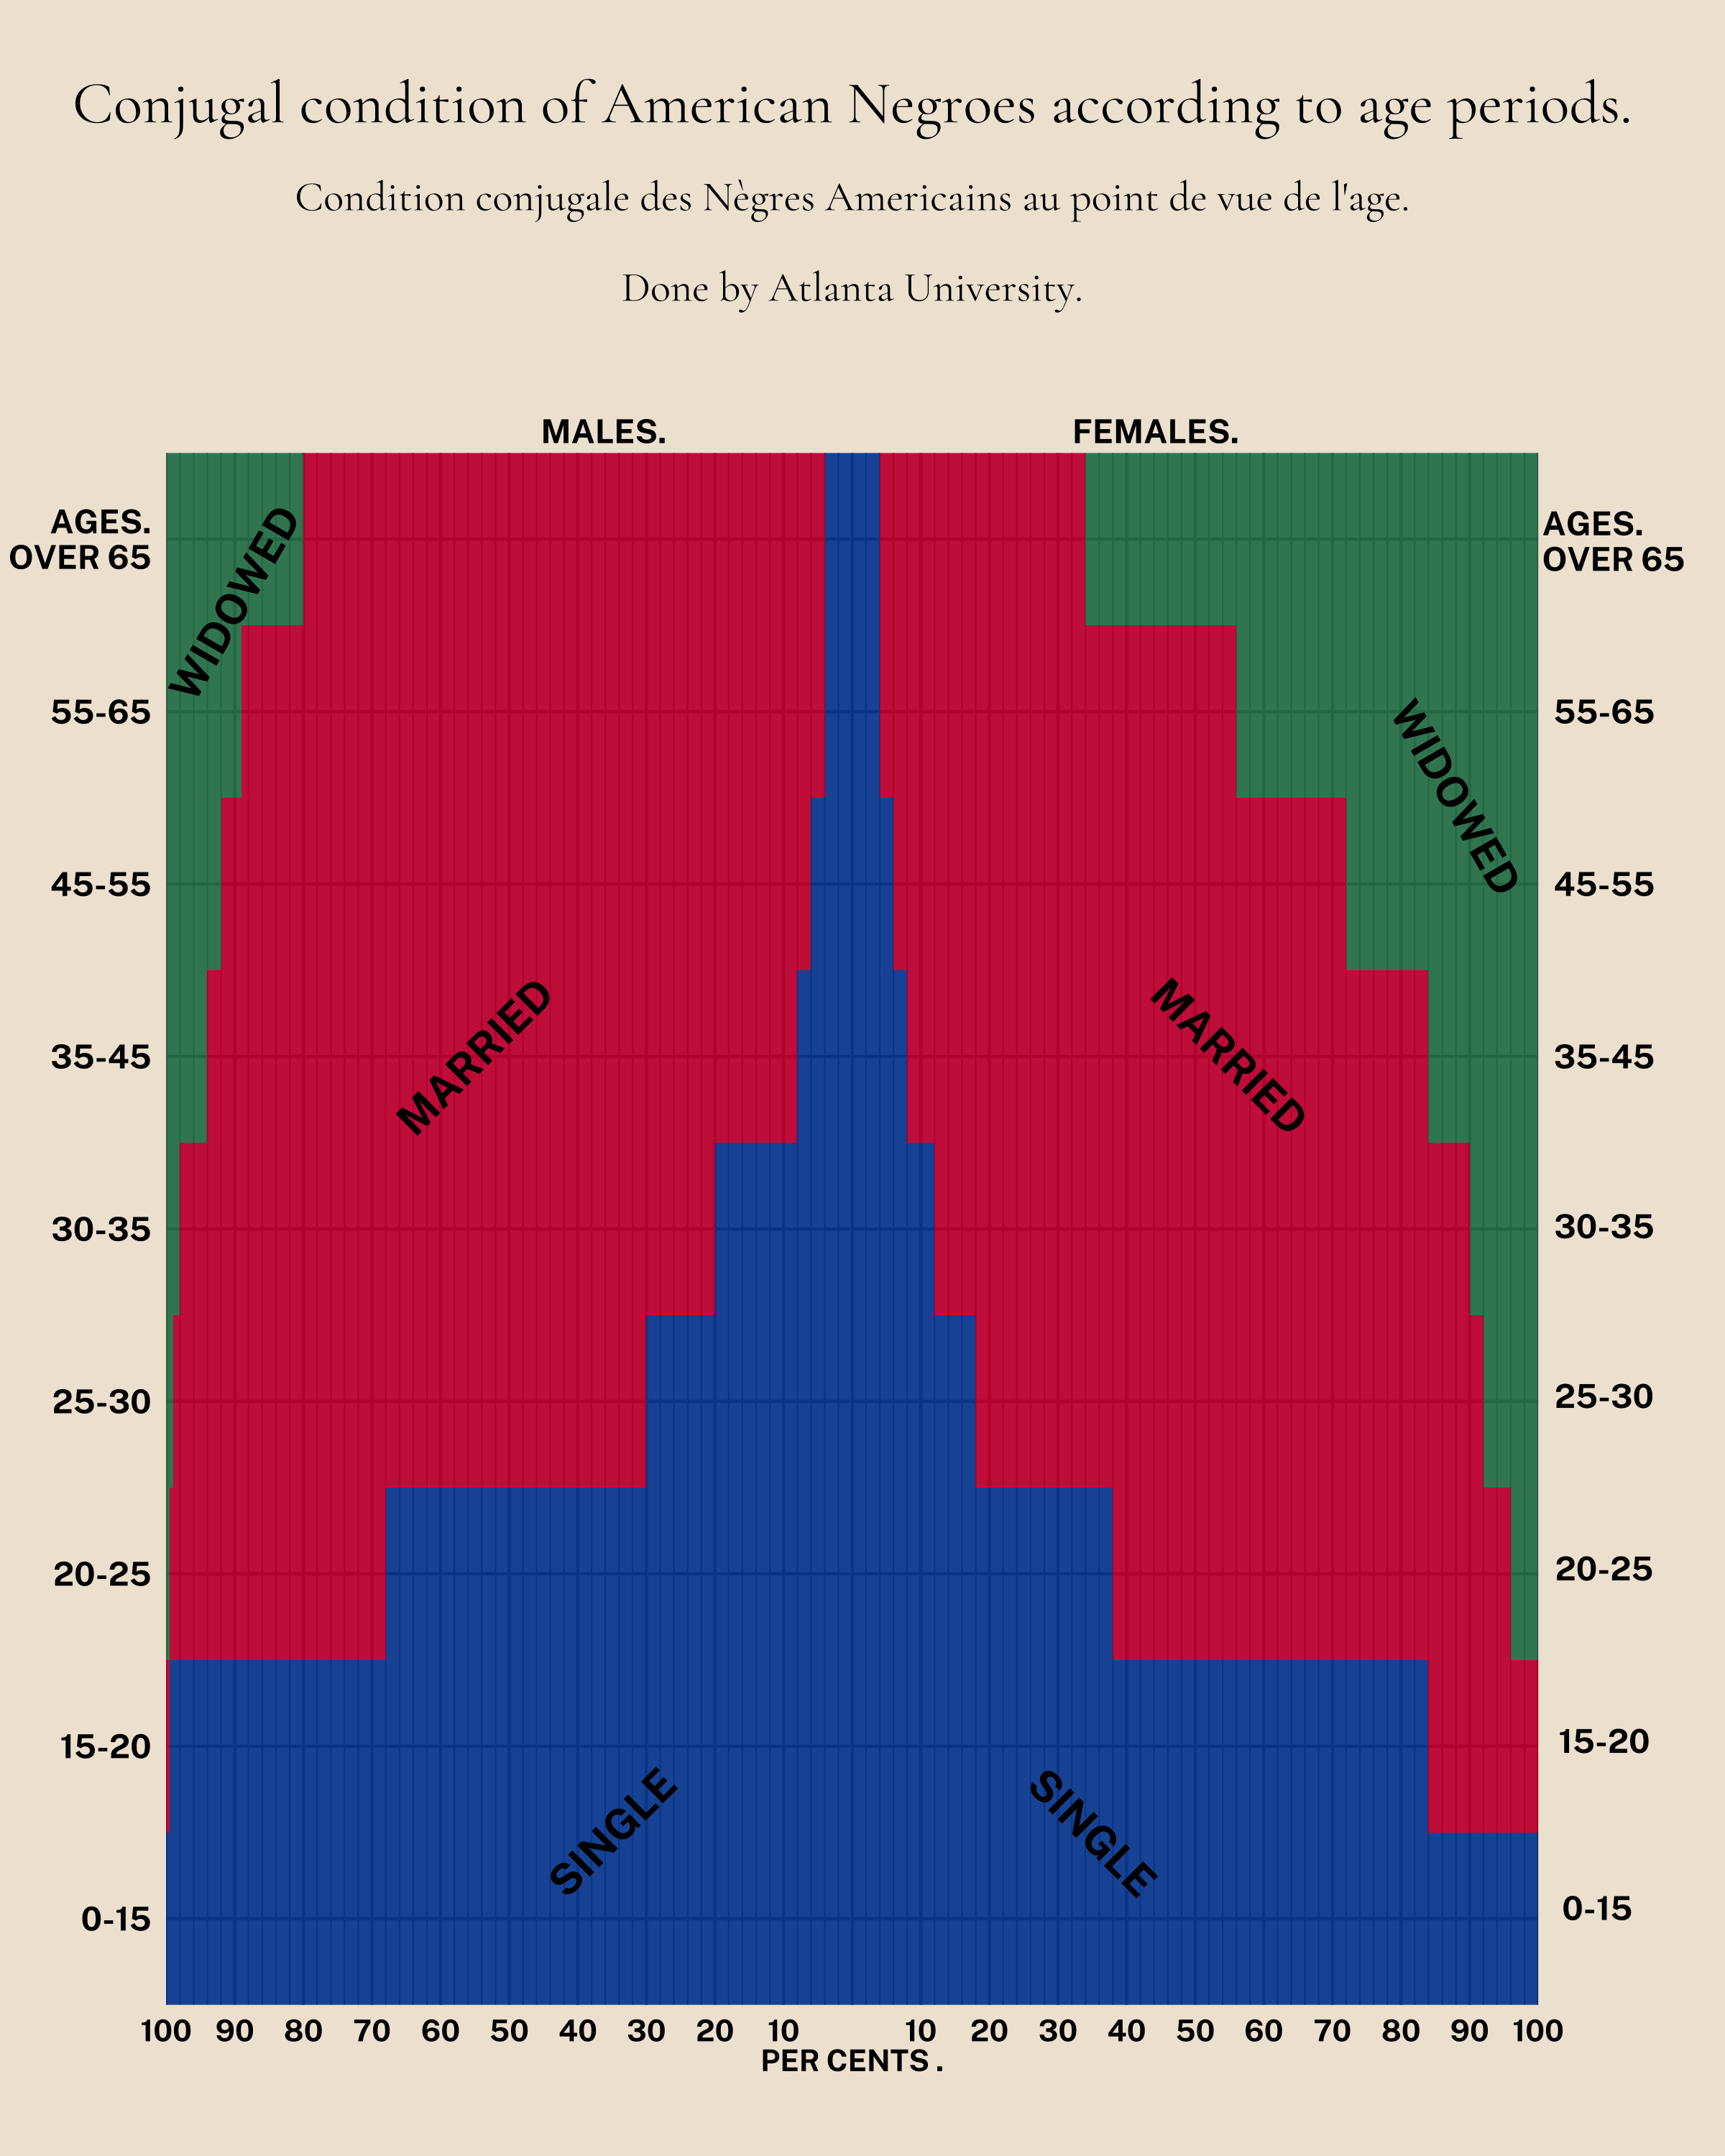 Conjugal condition of American Negroes according to age periods.
Condition conjugale des Nègres Americains au point de vue de l'age.
Done by Atlanta University.
MALES.
FEMALES.
AGES.
OVER 65
AGES.
OVER 65
WIDOWED
55-65
55-65
WIDOWED
45-55
45-55
MARRIED
MARRIED
35-45
35-45
30-35
30-35
25-30
25-30
20-25
20-25
15-20
15-20
SINGLE
SINGLE
0-15
0-15
100 90 80 70 60 50 40 30 20 10 10 20 30 40 50 60 70 80 90 100
PER CENTS .